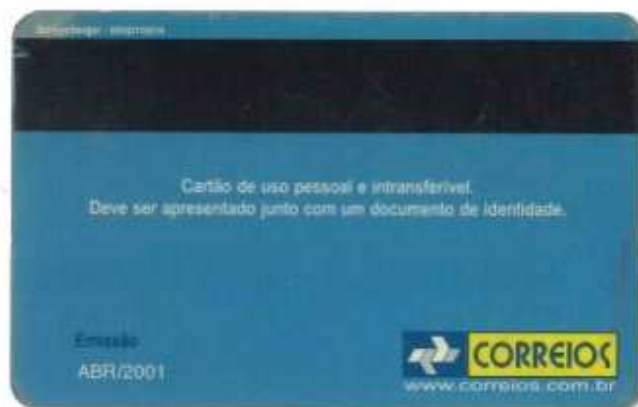 Cartão de uso pessoal e intransferível.
Deve ser apresentado junto com um documento de identidade.
Emissão
ABR/2001
CORREIOS
www.correios.com.br